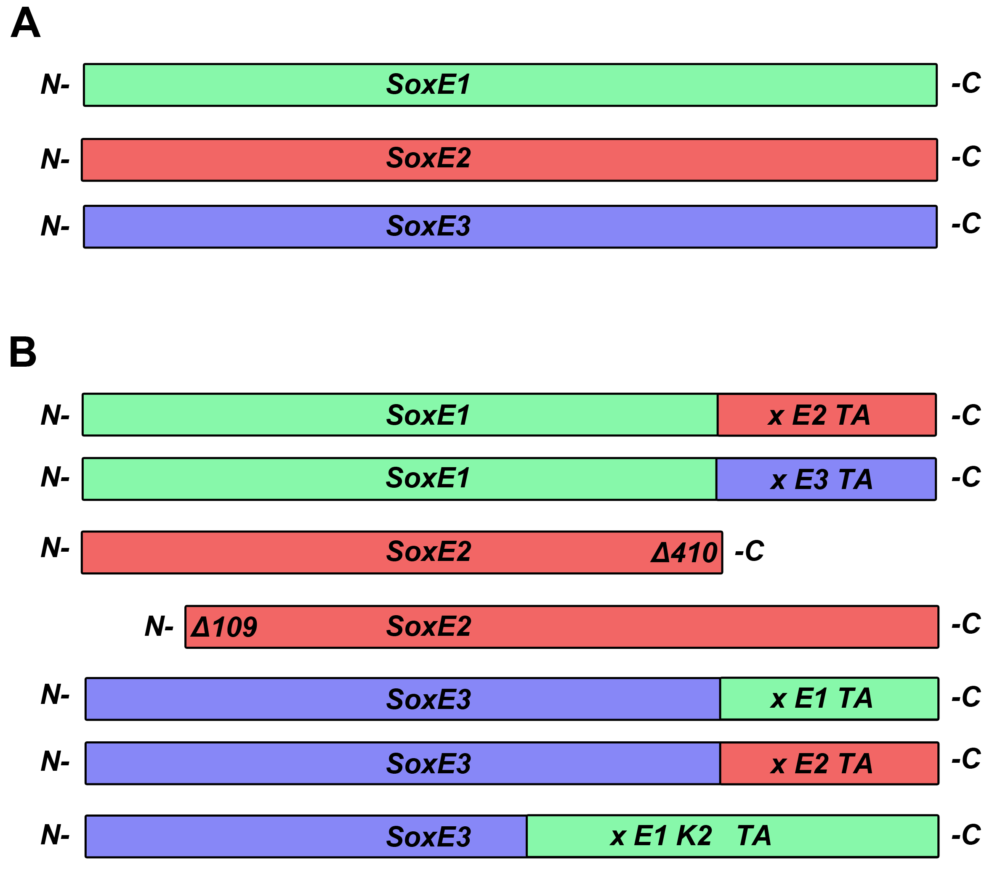 A
N- SoxE1 -C
N- SoxE2 -C
N- SoxE3 -C
B
N- SoxE1 x E2 TA -C
N- SoxE1 x E3 TA -C
N- SoxE2 Δ410 -C
N- Δ109 SoxE2 -C
N- SoxE3 x E1 TA -C
N- SoxE3 x E2 TA -C
N- SoxE3 x E1 K2 TA -C